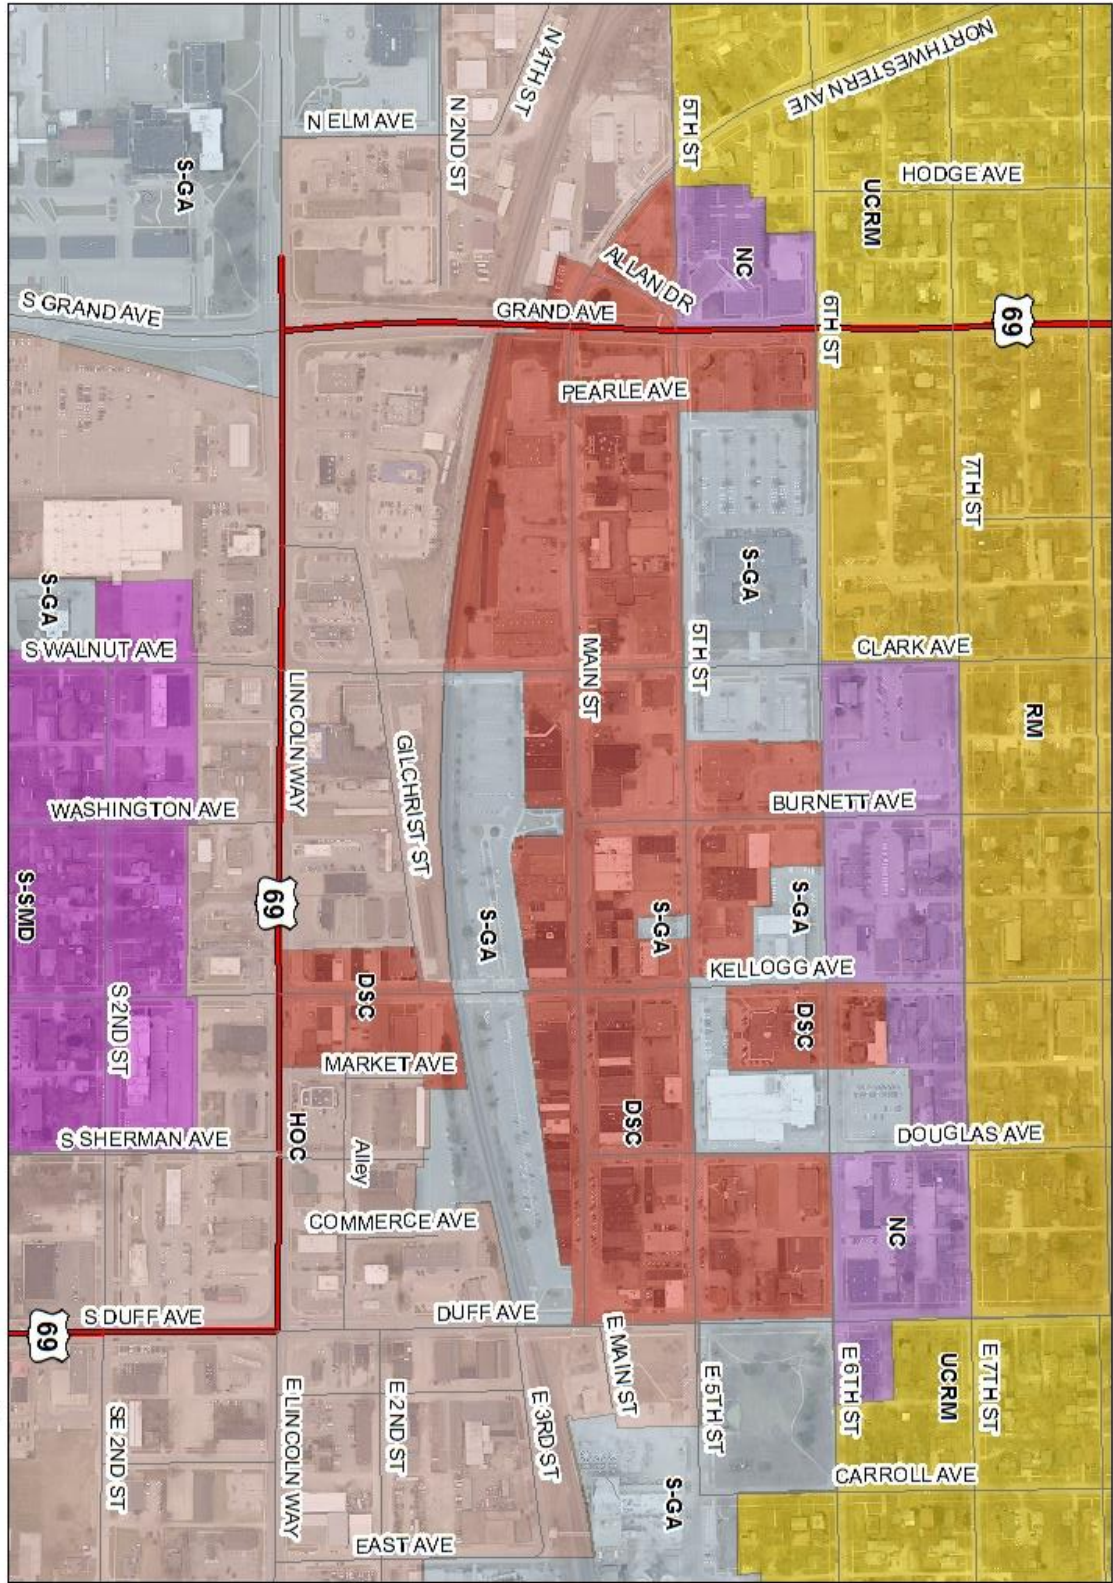 NORTHWESTERN AVE
N 4TH ST
5TH ST
N ELM AVE
N 2ND ST
HODGE AVE
S-GA
UCRM
NC
ALLAN DR
S GRAND AVE
GRAND AVE
6TH ST
69
PEARLE AVE
7TH ST
S-GA
S-GA
S WALNUT AVE
CLARK AVE
5TH ST
MAIN ST
LINCOLN WAY
RM
GILCHRIST ST
WASHINGTON AVE
BURNETT AVE
S-SMD
69
S-GA
S-GA
S-GA
KELLOGG AVE
DSC
S 2ND ST
DSC
MARKET AVE
HOC
DSC
S SHERMAN AVE
DOUGLAS AVE
Alley
COMMERCE AVE
NC
S DUFF AVE
DUFF AVE
69
E MAIN ST
E 5TH ST
E 6TH ST
UCRM
E 7TH ST
SE 2ND ST
E LINCOLN WAY
E 2ND ST
E 3RD ST
CARROLL AVE
S-GA
EAST AVE